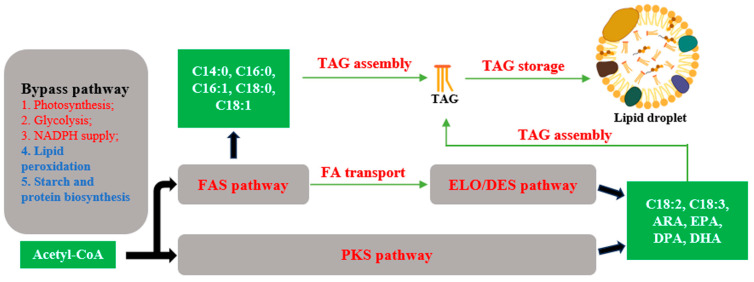 Bypass pathway
1. Photosynthesis;
2. Glycolysis;
3. NADPH supply;
4. Lipid
peroxidation
5. Starch and
protein biosynthesis
Acetyl-CoA
C14:0, C16:0,
C16:1, C18:0,
C18:1
TAG assembly
TAG
TAG storage
Lipid droplet
TAG assembly
FAS pathway
FA transport
ELO/DES pathway
PKS pathway
C18:2, C18:3,
ARA, EPA,
DPA, DHA